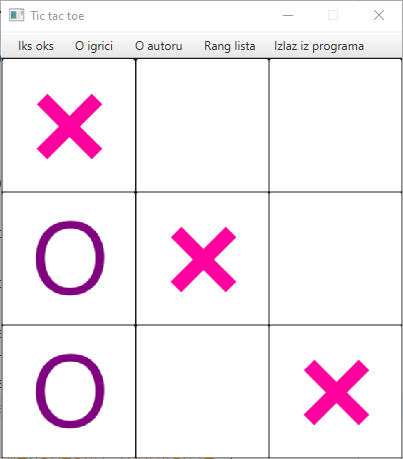 Tic tac toe
Iks oks O igrici O autoru Rang lista Izlaz iz programa
X
O X
O X